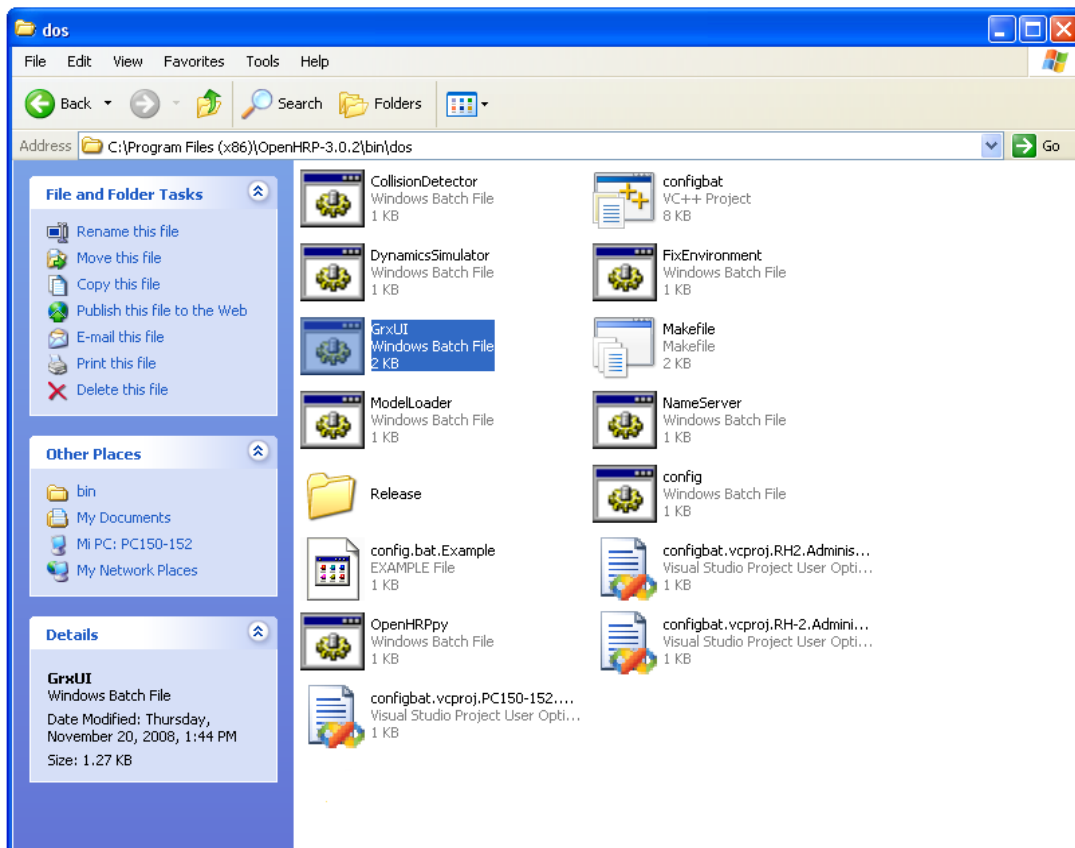 dos
File Edit View Favorites Tools Help
Back Search Folders
Address C:\Program Files (x86)\OpenHRP-3.0.2\bin\dos Go
File and Folder Tasks
Rename this file
Move this file
Copy this file
Publish this file to the Web
E-mail this file
Print this file
Delete this file
Other Places
bin
My Documents
Mi PC: PC150-152
My Network Places
Details
GrxUI
Windows Batch File
Date Modified: Thursday,
November 20, 2008, 1:44 PM
Size: 1.27 KB
CollisionDetector
Windows Batch File
1 KB
configbat
VC++ Project
8 KB
DynamicsSimulator
Windows Batch File
1 KB
FixEnvironment
Windows Batch File
1 KB
GrxUI
Windows Batch File
2 KB
Makefile
Makefile
2 KB
ModelLoader
Windows Batch File
1 KB
NameServer
Windows Batch File
1 KB
Release
config
Windows Batch File
1 KB
config.bat.Example
EXAMPLE File
1 KB
configbat.vcproj.RH2.Adminis...
Visual Studio Project User Opti...
1 KB
OpenHRPpy
Windows Batch File
1 KB
configbat.vcproj.RH-2.Admini...
Visual Studio Project User Opti...
1 KB
configbat.vcproj.PC150-152....
Visual Studio Project User Opti...
1 KB